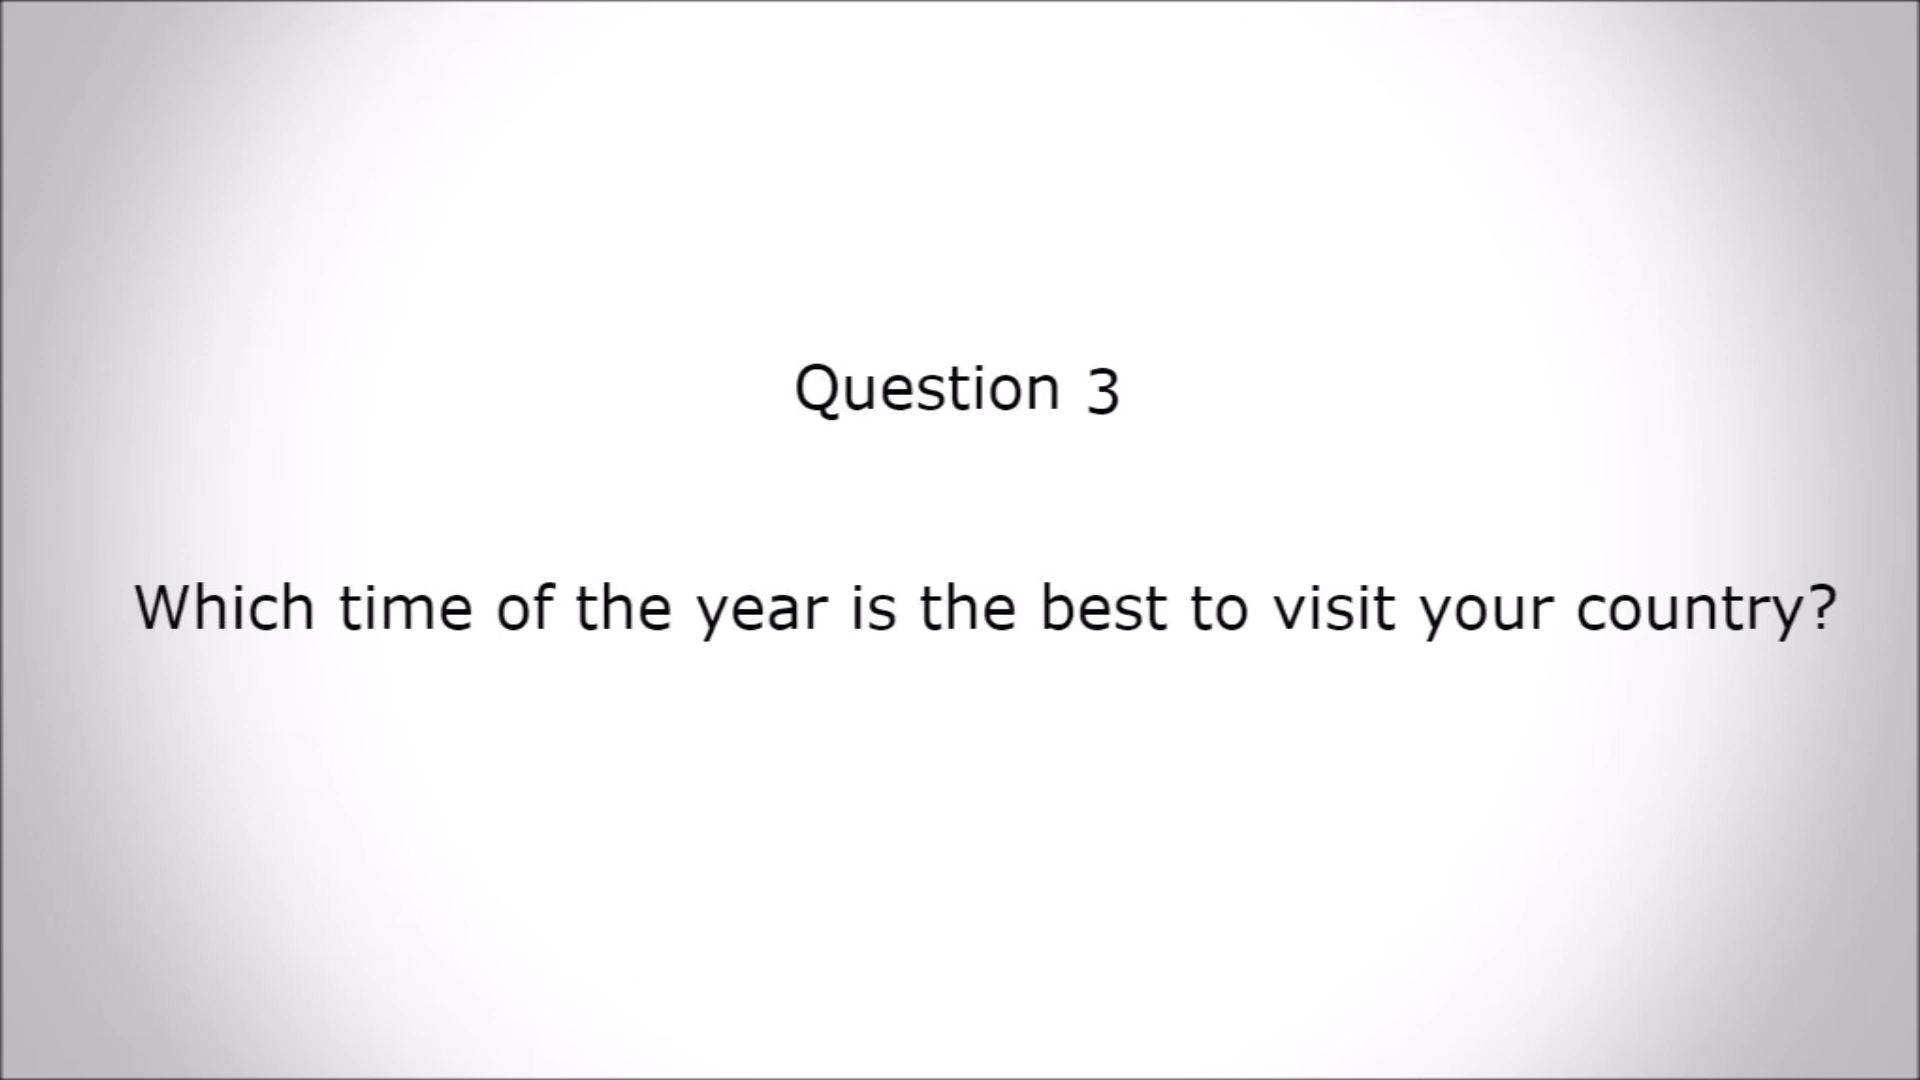 Question 3
Which time of the year is the best to visit your country?